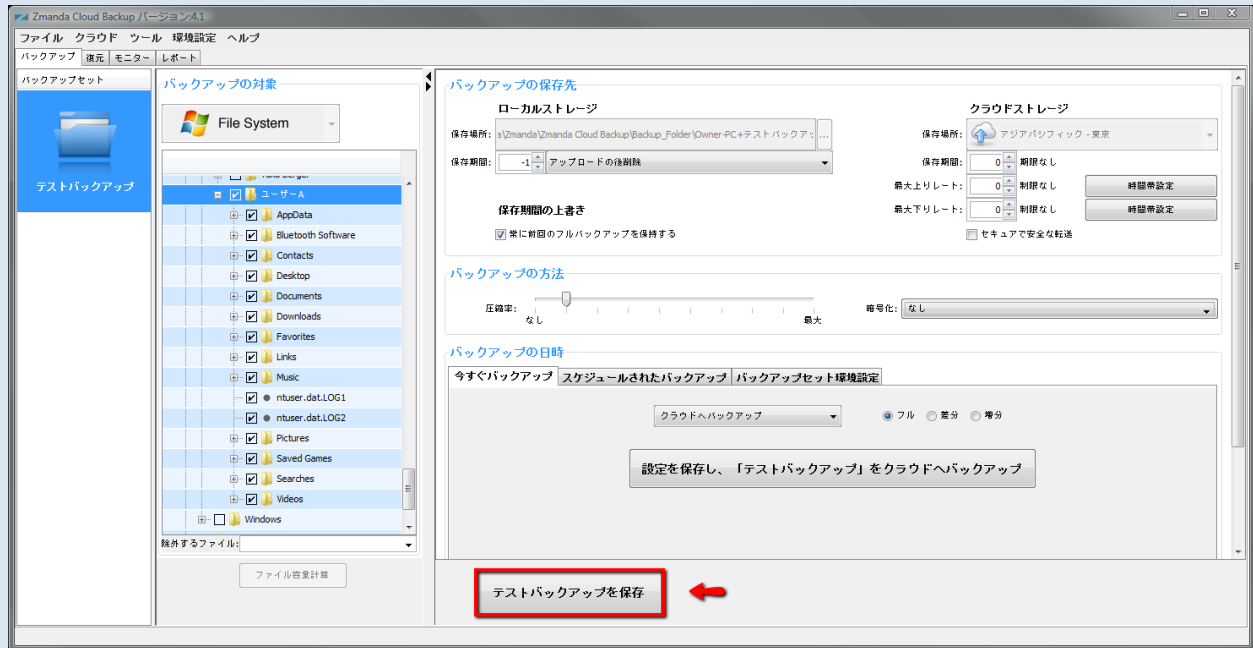 Zmanda Cloud Backup バージョン:4.1
ファイル クラウド ツール 環境設定 ヘルプ
バックアップ 復元 モニター レポート
バックアップセット
テストバックアップ
バックアップの対象
File System
ユーザーA
AppData
Bluetooth Software
Contacts
Desktop
Documents
Downloads
Favorites
Links
Music
ntuser.dat.LOG1
ntuser.dat.LOG2
Pictures
Saved Games
Searches
Videos
Windows
除外するファイル:
ファイル容量計算
バックアップの保存先
ローカルストレージ
保存場所: a\Zmanda\Zmanda Cloud Backup\Backup_Folder\Owner-PC+テストバックアッ ...
保存期間: -1 アップロードの後削除
保存期間の上書き
常に前回のフルバックアップを保持する
クラウドストレージ
保存場所: アジアパシフィック - 東京
保存期間: 0 期限なし
最大上りレート: 0 制限なし 時間帯設定
最大下りレート: 0 制限なし 時間帯設定
セキュアで安全な転送
バックアップの方法
圧縮率:
なし 最大
暗号化: なし
バックアップの日時
今すぐバックアップ スケジュールされたバックアップ バックアップセット環境設定
クラウドへバックアップ フル 差分 増分
設定を保存し、「テストバックアップ」をクラウドへバックアップ
テストバックアップを保存